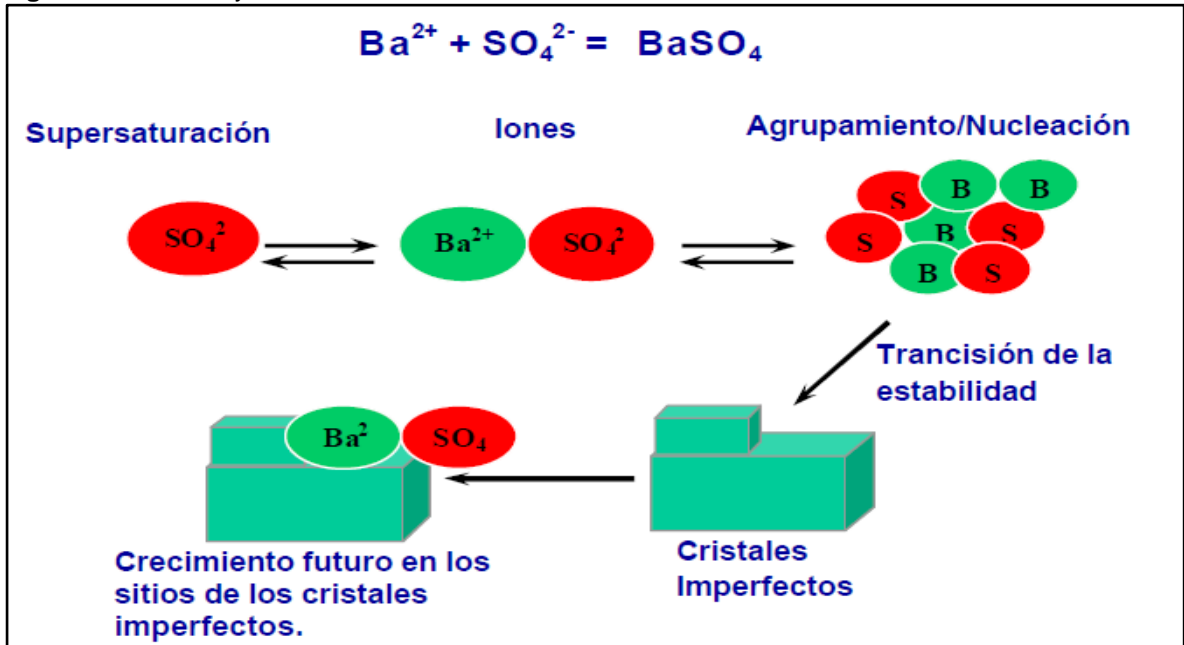 Ba²⁺ + SO₄²⁻ = BaSO₄
Supersaturación
Iones
Agrupamiento/Nucleación
SO₄²
Ba²⁺
SO₄²
S
B
B
S
B
S
B
S
Trancisión de la
estabilidad
Ba²
SO₄
Cristales
Imperfectos
Crecimiento futuro en los
sitios de los cristales
imperfectos.